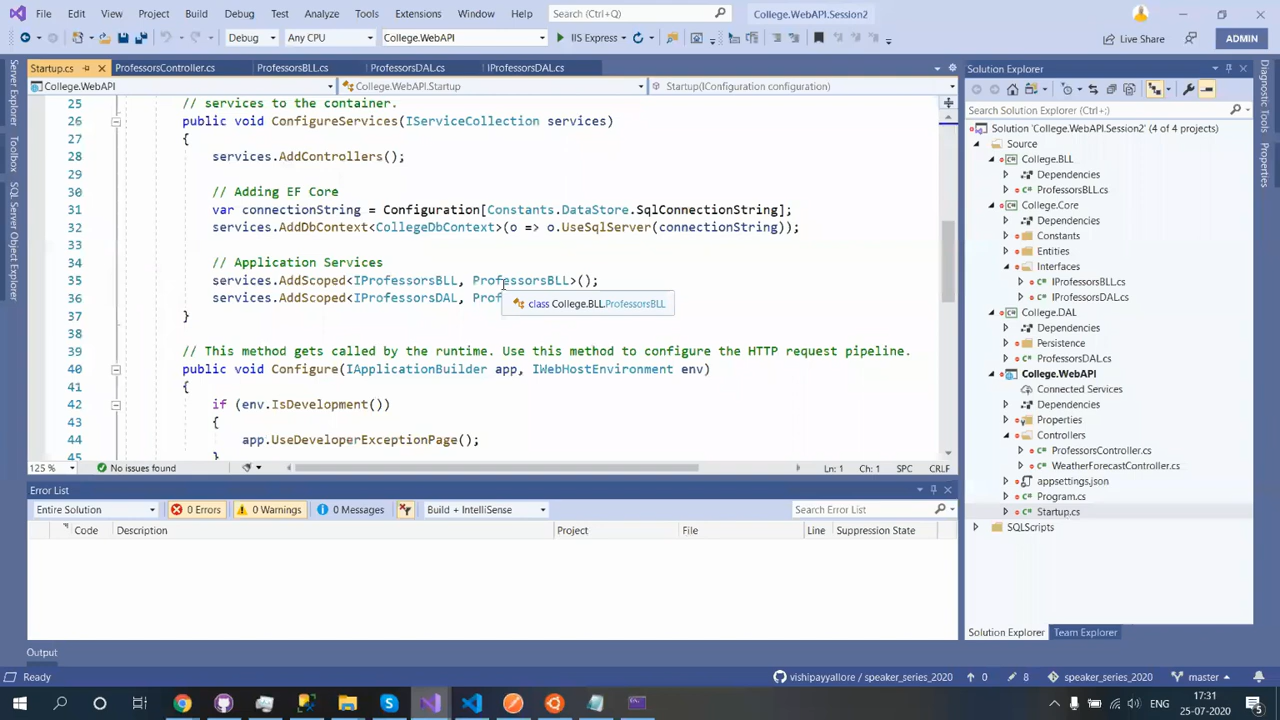 File Edit View Project Build Debug Test Analyze Tools Extensions Window Help Search (Ctrl+Q) College.WebAPI.Session2
Debug Any CPU College.WebAPI IIS Express Live Share ADMIN
Startup.cs ProfessorsController.cs ProfessorsBLL.cs ProfessorsDAL.cs IProfessorsDAL.cs
College.WebAPI College.WebAPI.Startup Startup(IConfiguration configuration)
25 // services to the container.
26 public void ConfigureServices(IServiceCollection services)
27 {
28 services.AddControllers();
29
30 // Adding EF Core
31 var connectionString = Configuration[Constants.DataStore.SqlConnectionString];
32 services.AddDbContext<CollegeDbContext>(o => o.UseSqlServer(connectionString));
33
34 // Application Services
35 services.AddScoped<IProfessorsBLL, ProfessorsBLL>();
36 services.AddScoped<IProfessorsDAL, Prof
class College.BLL.ProfessorsBLL
37 }
38
39 // This method gets called by the runtime. Use this method to configure the HTTP request pipeline.
40 public void Configure(IApplicationBuilder app, IWebHostEnvironment env)
41 {
42 if (env.IsDevelopment())
43 {
44 app.UseDeveloperExceptionPage();
45 }
125 % No issues found Ln: 1 Ch: 1 SPC CRLF
Error List
Entire Solution 0 Errors 0 Warnings 0 Messages Build + IntelliSense Search Error List
Code Description Project File Line Suppression State
Output
Server Explorer
Toolbox
SQL Server Object Explorer
Solution Explorer
Search Solution Explorer (Ctrl+;)
Solution 'College.WebAPI.Session2' (4 of 4 projects)
Source
College.BLL
Dependencies
ProfessorsBLL.cs
College.Core
Dependencies
Constants
Entities
Interfaces
IProfessorsBLL.cs
IProfessorsDAL.cs
College.DAL
Dependencies
Persistence
ProfessorsDAL.cs
College.WebAPI
Connected Services
Dependencies
Properties
Controllers
ProfessorsController.cs
WeatherForecastController.cs
appsettings.json
Program.cs
Startup.cs
SQLScripts
Solution Explorer Team Explorer
Diagnostic Tools
Properties
Ready vishipayyallore / speaker_series_2020 0 8 speaker_series_2020 master
ENG 17:31
25-07-2020 5